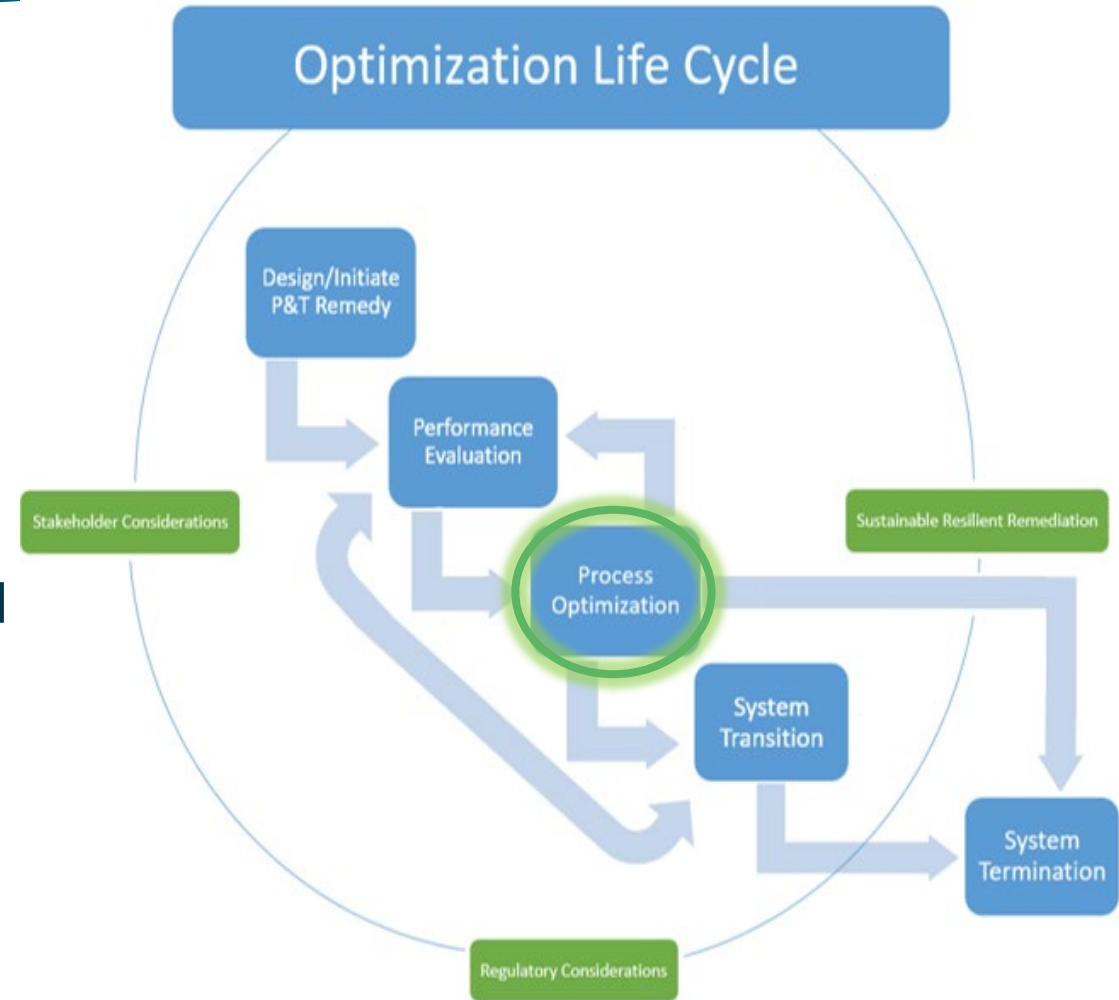 Optimization Life Cycle
Design/Initiate
P&T Remedy
Performance
Evaluation
Stakeholder Considerations
Sustainable Resilient Remediation
Process
Optimization
System
Transition
System
Termination
Regulatory Considerations